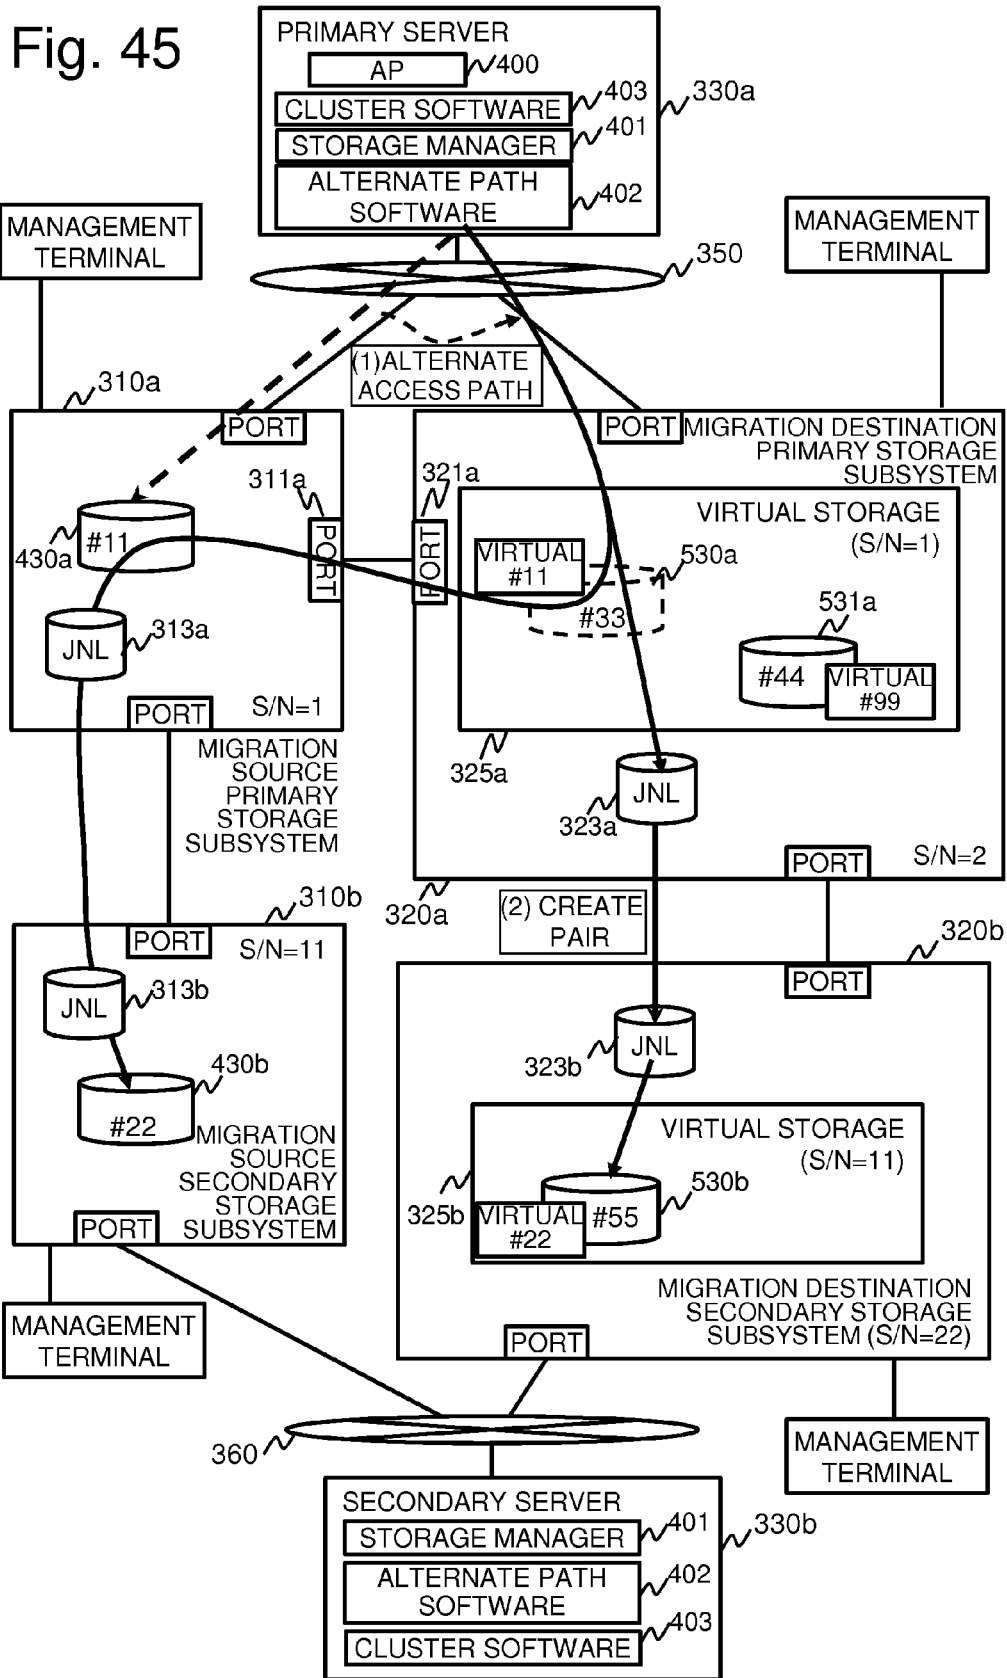 Fig. 45
PRIMARY SERVER
AP
400
CLUSTER SOFTWARE
403
330a
STORAGE MANAGER
401
ALTERNATE PATH
SOFTWARE
402
MANAGEMENT
TERMINAL
MANAGEMENT
TERMINAL
350
(1)ALTERNATE
ACCESS PATH
310a
PORT
PORT
MIGRATION DESTINATION
PRIMARY STORAGE
SUBSYSTEM
311a
321a
VIRTUAL STORAGE
(S/N=1)
430a
#11
PORT
PORT
VIRTUAL
#11
530a
#33
531a
313a
JNL
#44
VIRTUAL
#99
PORT
S/N=1
MIGRATION
SOURCE
PRIMARY
STORAGE
SUBSYSTEM
325a
JNL
323a
PORT
S/N=2
320a
310b
(2) CREATE
PAIR
320b
PORT
S/N=11
PORT
JNL
313b
JNL
323b
430b
#22
MIGRATION
SOURCE
SECONDARY
STORAGE
SUBSYSTEM
VIRTUAL STORAGE
(S/N=11)
530b
325b
VIRTUAL
#22
#55
PORT
MIGRATION DESTINATION
SECONDARY STORAGE
SUBSYSTEM (S/N=22)
MANAGEMENT
TERMINAL
PORT
360
MANAGEMENT
TERMINAL
SECONDARY SERVER
STORAGE MANAGER
401
330b
ALTERNATE PATH
SOFTWARE
402
CLUSTER SOFTWARE
403